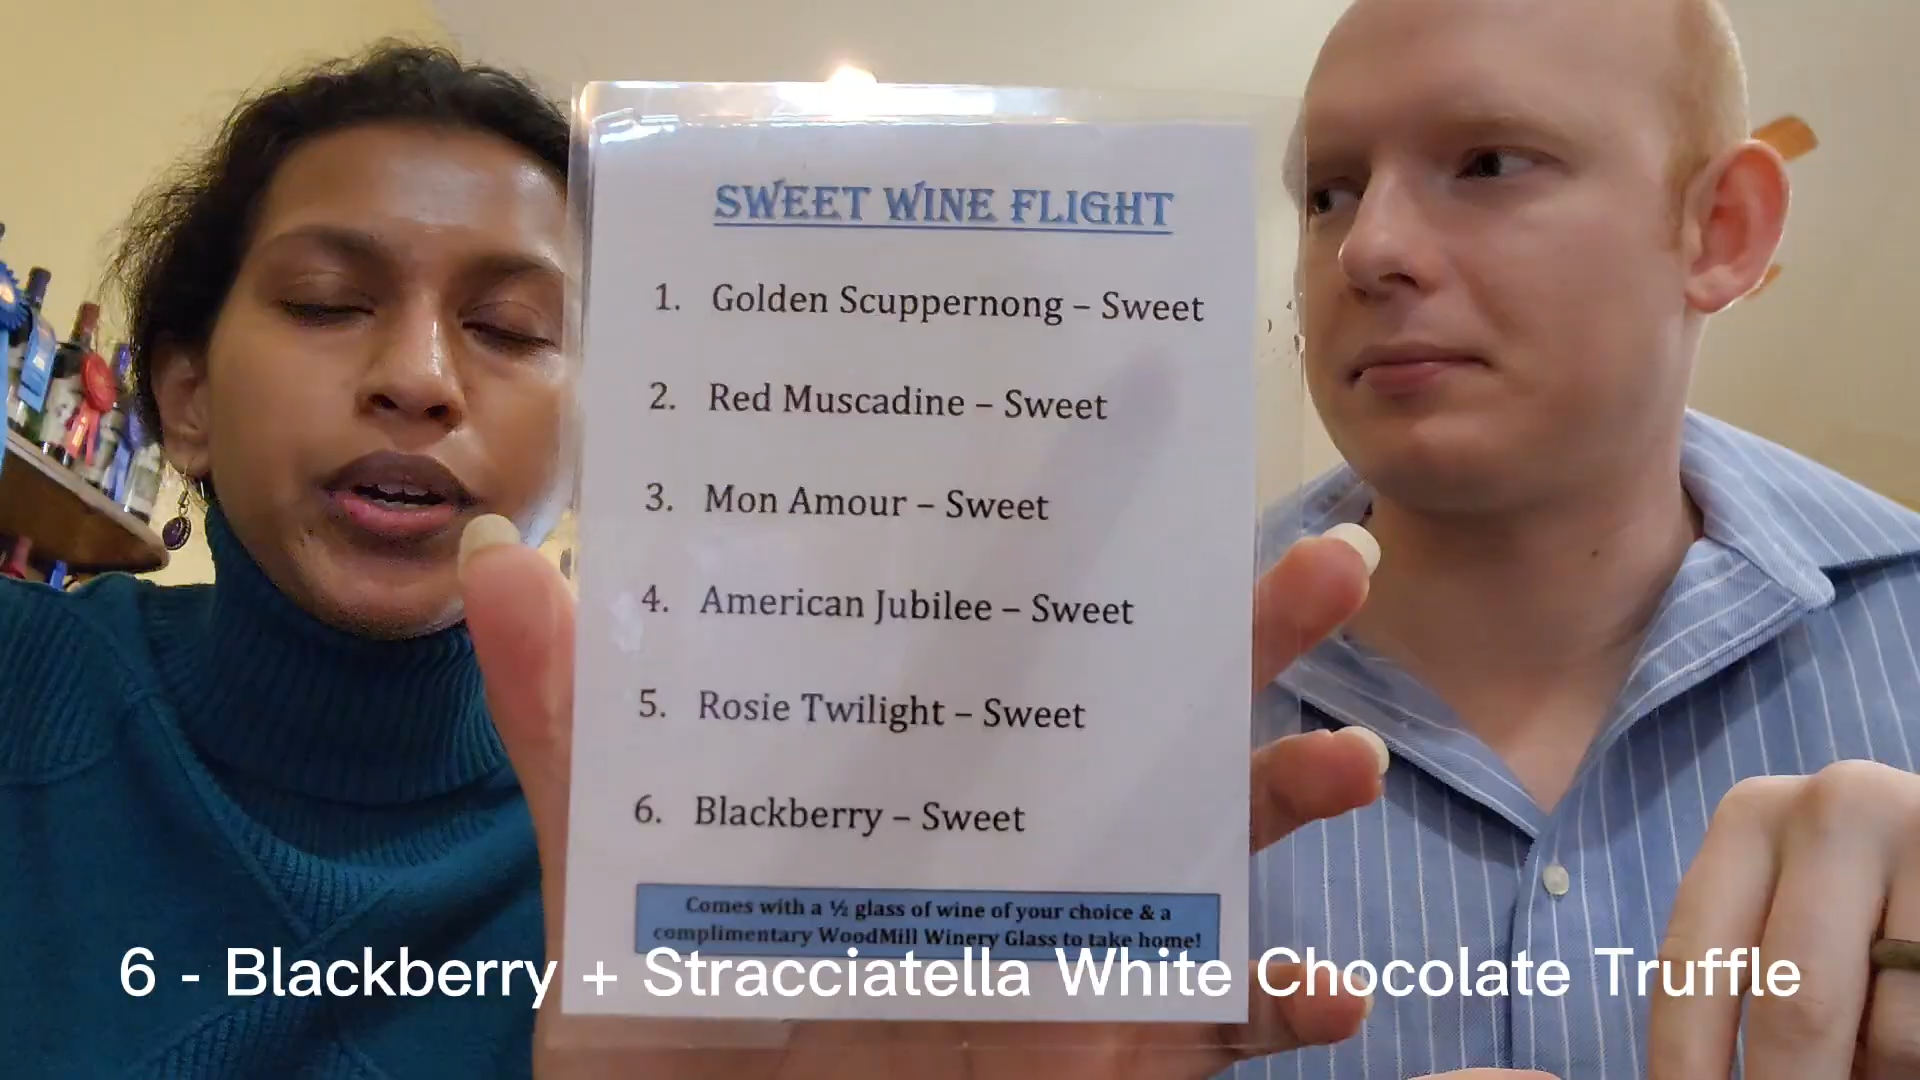 SWEET WINE FLIGHT
1. Golden Scuppernong – Sweet
2. Red Muscadine – Sweet
3. Mon Amour – Sweet
4. American Jubilee – Sweet
5. Rosie Twilight – Sweet
6. Blackberry – Sweet
Comes with a ½ glass of wine of your choice & a
complimentary WoodMill Winery Glass to take home!
6 - Blackberry + Stracciatella White Chocolate Truffle